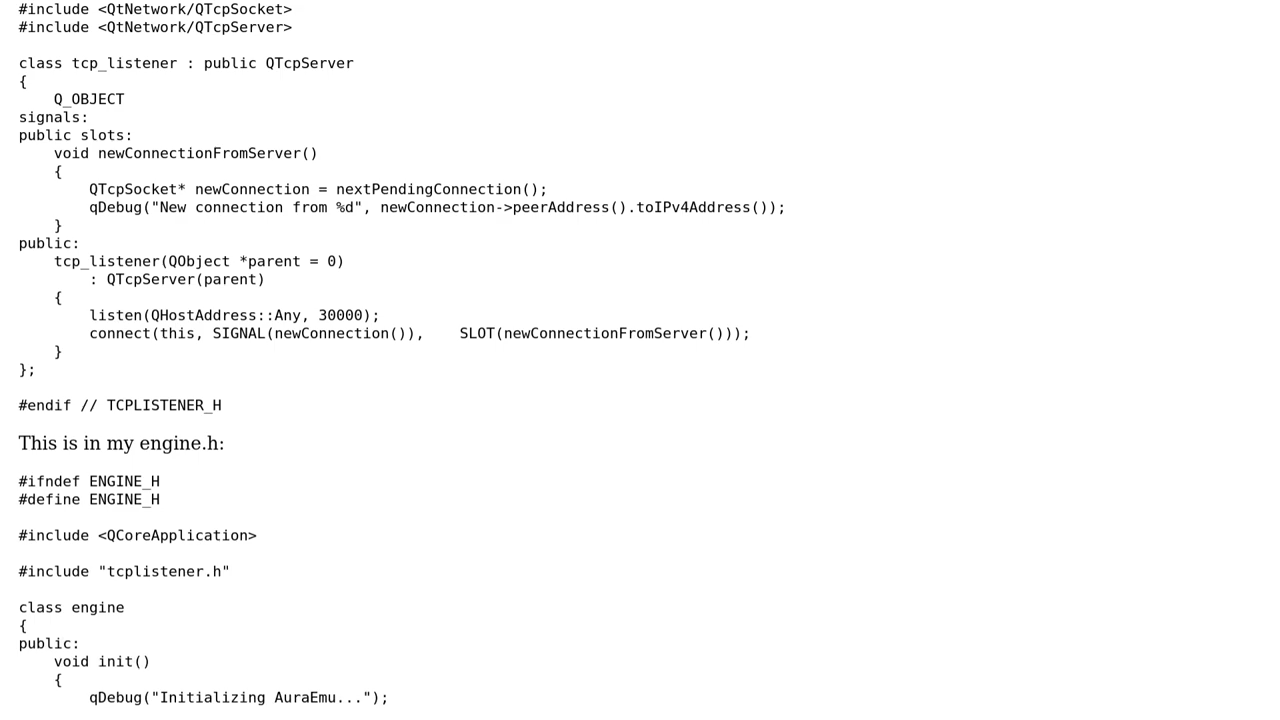 #include <QtNetwork/QTcpSocket>
#include <QtNetwork/QTcpServer>

class tcp_listener : public QTcpServer
{
    Q_OBJECT
signals:
public slots:
    void newConnectionFromServer()
    {
        QTcpSocket* newConnection = nextPendingConnection();
        qDebug("New connection from %d", newConnection->peerAddress().toIPv4Address());
    }
public:
    tcp_listener(QObject *parent = 0)
        : QTcpServer(parent)
    {
        listen(QHostAddress::Any, 30000);
        connect(this, SIGNAL(newConnection()),    SLOT(newConnectionFromServer()));
    }
};

#endif // TCPLISTENER_H

This is in my engine.h:

#ifndef ENGINE_H
#define ENGINE_H

#include <QCoreApplication>

#include "tcplistener.h"

class engine
{
public:
    void init()
    {
        qDebug("Initializing AuraEmu...");